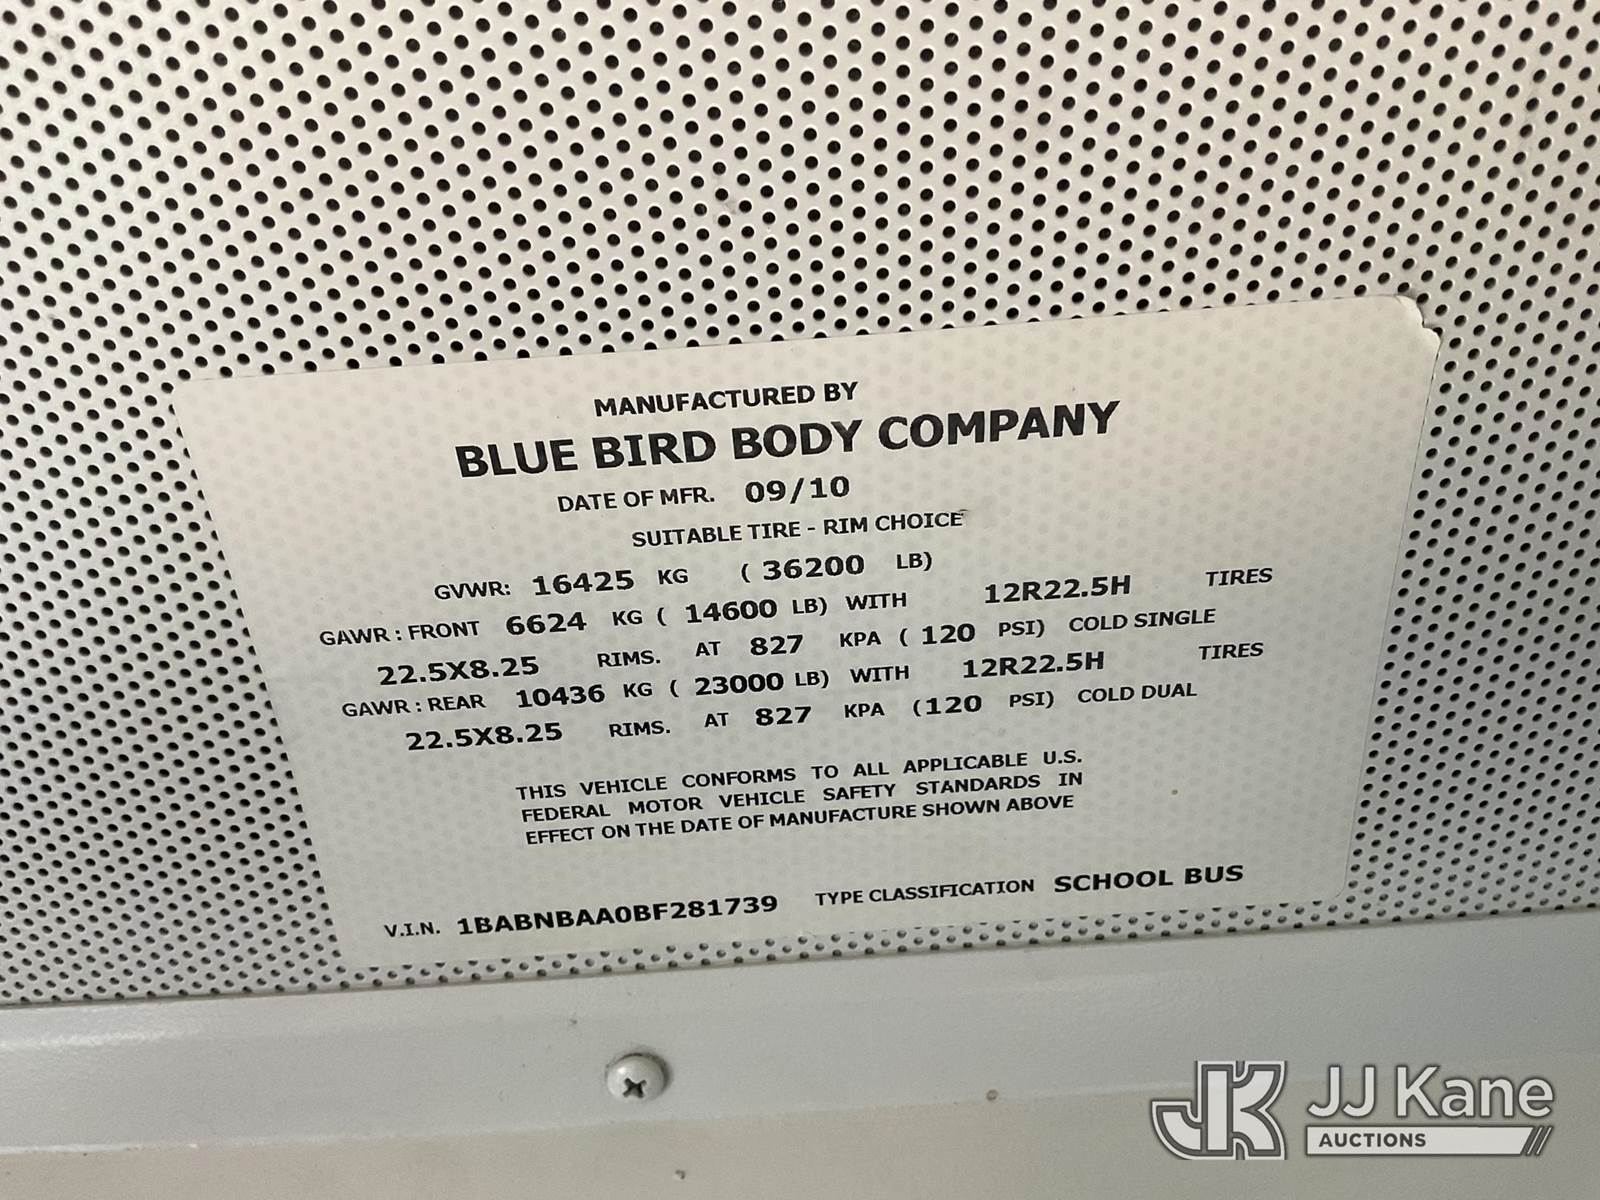 MANUFACTURED BY
BLUE BIRD BODY COMPANY
DATE OF MFR. 09/10
SUITABLE TIRE - RIM CHOICE
GVWR: 16425 KG ( 36200 LB)
GAWR : FRONT 6624 KG ( 14600 LB) WITH 12R22.5H TIRES
22.5X8.25 RIMS. AT 827 KPA ( 120 PSI) COLD SINGLE
GAWR : REAR 10436 KG ( 23000 LB) WITH 12R22.5H TIRES
22.5X8.25 RIMS. AT 827 KPA (120 PSI) COLD DUAL
THIS VEHICLE CONFORMS TO ALL APPLICABLE U.S.
FEDERAL MOTOR VEHICLE SAFETY STANDARDS IN
EFFECT ON THE DATE OF MANUFACTURE SHOWN ABOVE
V.I.N. 1BABNBAA0BF281739 TYPE CLASSIFICATION SCHOOL BUS
JK JJ Kane
AUCTIONS